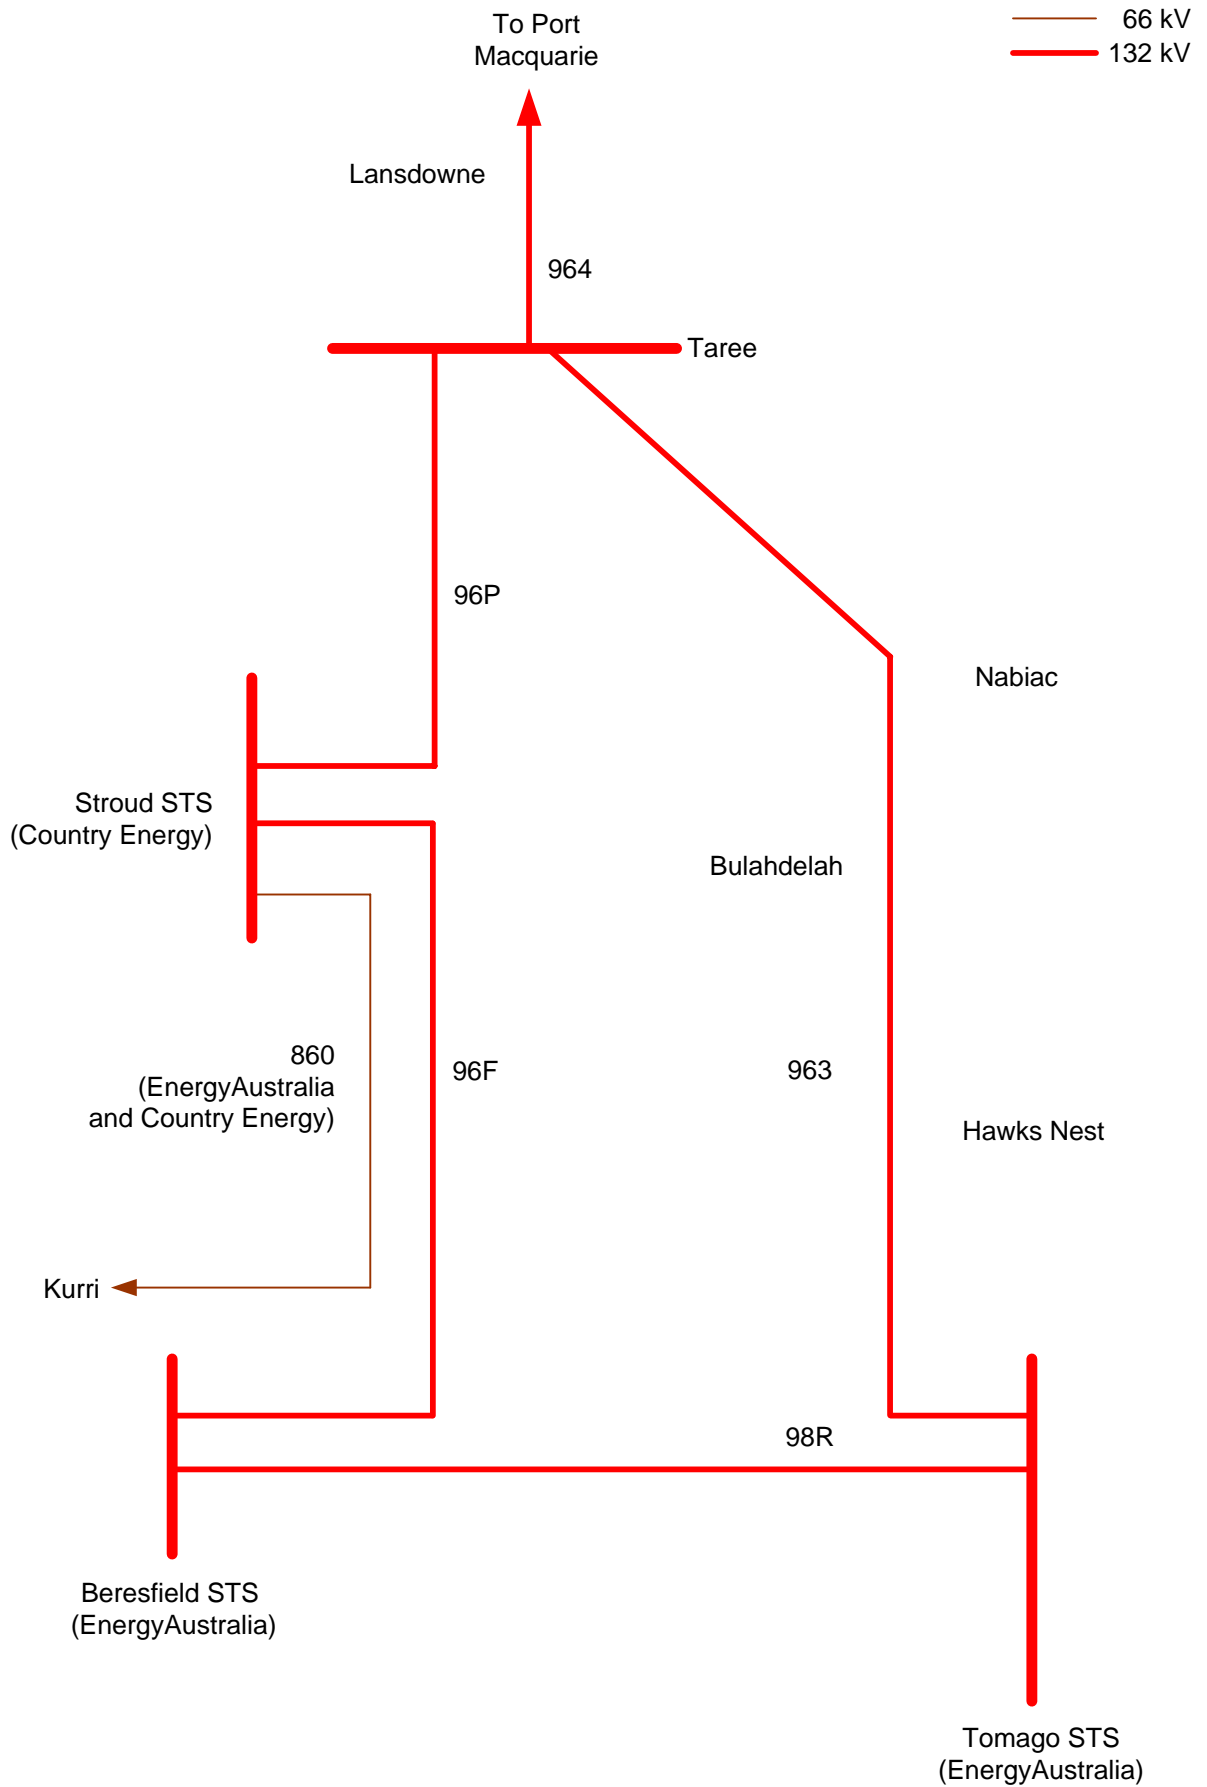 To Port
Macquarie
66 kV
132 kV
Lansdowne
964
Taree
96P
Nabiac
Stroud STS
(Country Energy)
Bulahdelah
860
(EnergyAustralia
and Country Energy)
96F
963
Hawks Nest
Kurri
98R
Beresfield STS
(EnergyAustralia)
Tomago STS
(EnergyAustralia)